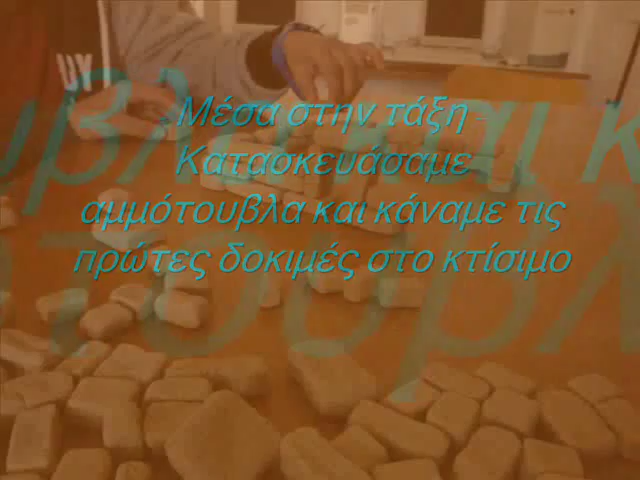 Μέσα στην τάξη -
Κατασκευάσαμε
αμμότουβλα και κάναμε τις
πρώτες δοκιμές στο κτίσιμο